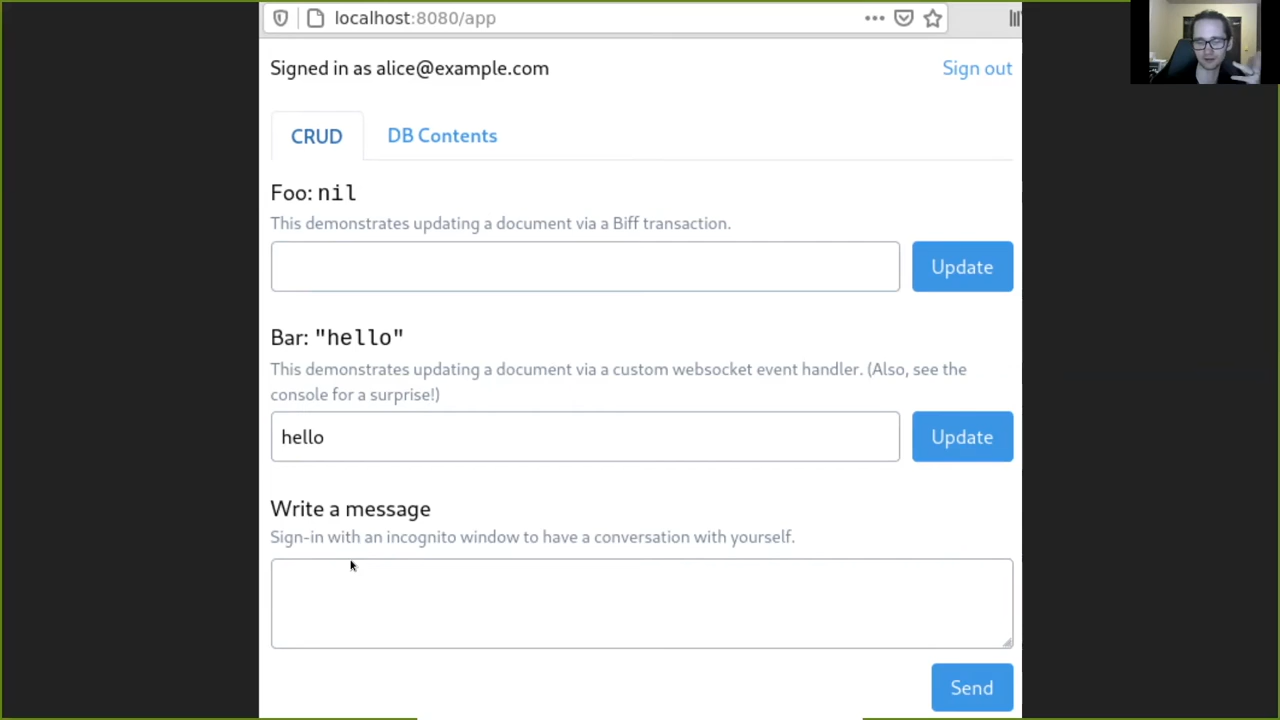 localhost:8080/app
Signed in as alice@example.com
Sign out
CRUD
DB Contents
Foo: nil
This demonstrates updating a document via a Biff transaction.
Update
Bar: "hello"
This demonstrates updating a document via a custom websocket event handler. (Also, see the
console for a surprise!)
hello
Update
Write a message
Sign-in with an incognito window to have a conversation with yourself.
Send